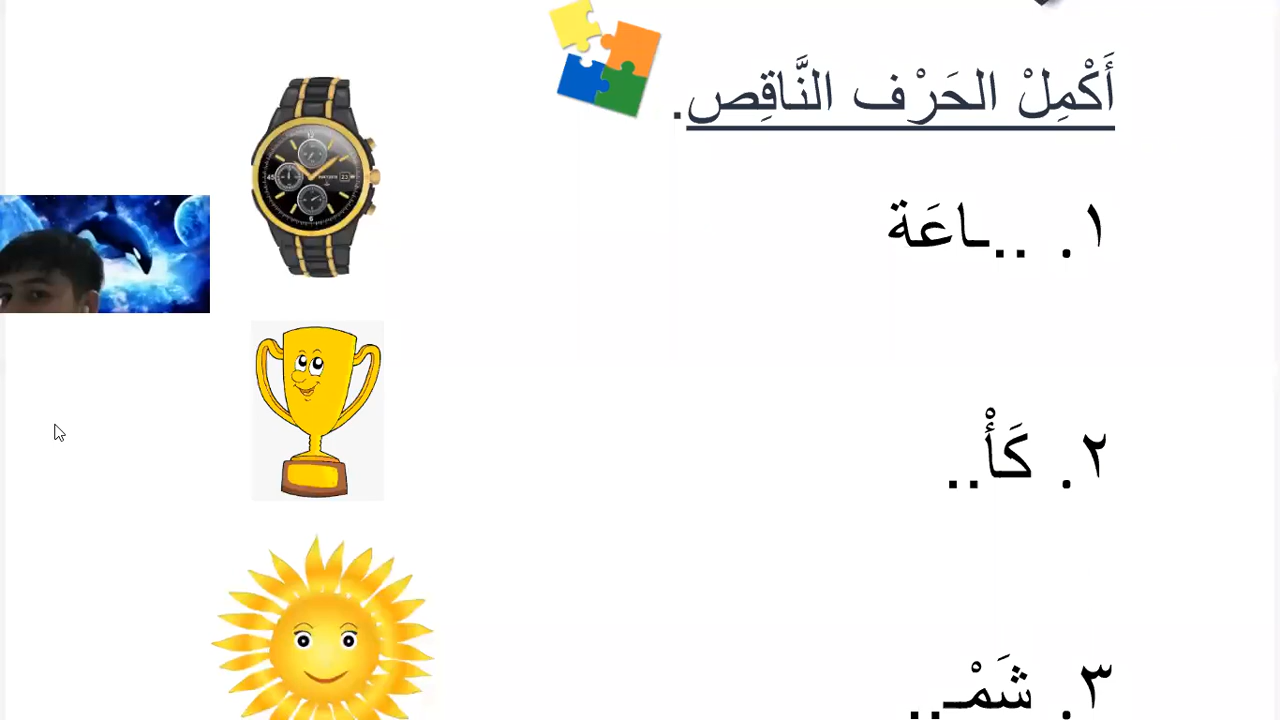 أَكْمِلْ الحَرْف النَّاقِص.
١. ..ـاعَة
٢. كَأْ..
٣. شَمْـ..